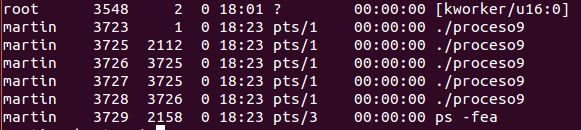 root      3548     2  0 18:01 ?        00:00:00 [kworker/u16:0]
martin    3723     1  0 18:23 pts/1    00:00:00 ./proceso9
martin    3725  2112  0 18:23 pts/1    00:00:00 ./proceso9
martin    3726  3725  0 18:23 pts/1    00:00:00 ./proceso9
martin    3727  3725  0 18:23 pts/1    00:00:00 ./proceso9
martin    3728  3726  0 18:23 pts/1    00:00:00 ./proceso9
martin    3729  2158  0 18:23 pts/3    00:00:00 ps -fea